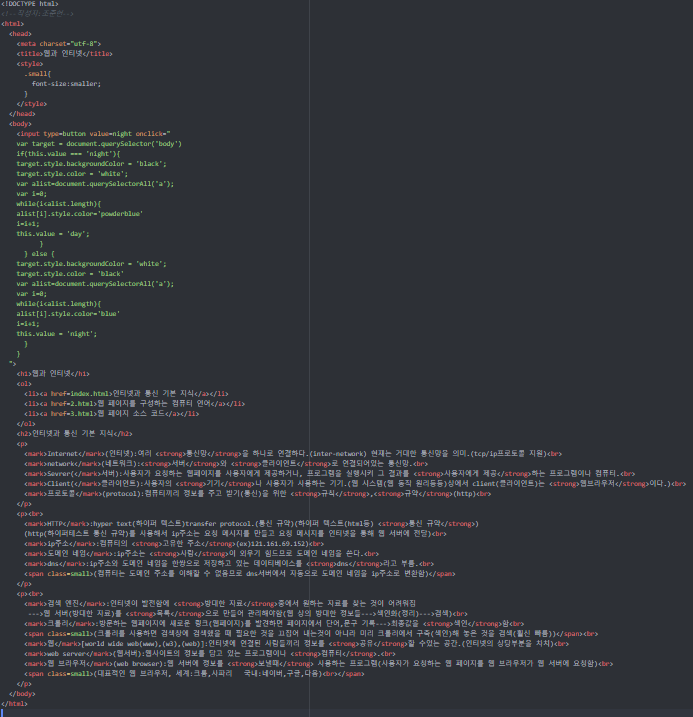 <!DOCTYPE html>
<html>
<head>
<meta charset="utf-8">
<title>웹과 인터넷</title>
<style>
.small{
font-size:smaller;
}
</style>
</head>
<body>
<input type=button value=night onclick="
var target = document.querySelector('body')
if(this.value === 'night'){
target.style.backgroundColor = 'black';
target.style.color = 'white';
var alist=document.querySelectorAll('a');
var i=0;
while(i<alist.length){
alist[i].style.color='powderblue'
i=i+1;
this.value = 'day';
}
} else {
target.style.backgroundColor = 'white';
target.style.color = 'black'
var alist=document.querySelectorAll('a');
var i=0;
while(i<alist.length){
alist[i].style.color='blue'
i=i+1;
this.value = 'night';
}
}
">
<h1>웹과 인터넷</h1>
<ol>
<li><a href=index.html>인터넷과 통신 기본 지식</a></li>
<li><a href=2.html>웹 페이지를 구성하는 컴퓨터 언어</a></li>
<li><a href=3.html>웹 페이지 소스 코드</a></li>
</ol>
<h2>인터넷과 통신 기본 지식</h2>
<p>
<mark>Internet</mark>(인터넷):여러 <strong>통신망</strong>을 하나로 연결하다.(inter-network) 현재는 거대한 통신망을 의미.(tcp/ip프로토콜 지원)<br>
<mark>network</mark>(네트워크):<strong>서버</strong>와 <strong>클라이언트</strong>로 연결되어있는 통신망.<br>
<mark>Sevrer(</mark>서버):사용자가 요청하는 웹페이지를 사용자에게 제공하거나, 프로그램을 실행시켜 그 결과를 <strong>사용자에게 제공</strong>하는 프로그램이나 컴퓨터.<br>
<mark>Client(</mark>클라이언트):사용자의 <strong>기기</strong>나 사용자가 사용하는 기기.(웹 시스템(웹 동작 원리등등)상에서 client(클라이언트)는 <strong>웹브라우저</strong>이다.)<br>
<mark>프로토콜</mark>(protocol):컴퓨터끼리 정보를 주고 받기(통신)을 위한 <strong>규칙</strong>,<strong>규약</strong>(http)<br>
</p>
<p><br>
<mark>HTTP</mark>:hyper text(하이퍼 텍스트)transfer protocol.(통신 규약)(하이퍼 텍스트(html등) <strong>통신 규약</strong>)
(http(하이퍼테스트 통신 규약)를 사용해서 ip주소는 요청 메시지를 만들고 요청 메시지를 인터넷을 통해 웹 서버에 전달)<br>
<mark>ip주소</mark>:컴퓨터의 <strong>고유한 주소</strong>(ex)121.161.69.152)<br>
<mark>도메인 네임</mark>:ip주소는 <strong>사람</strong>이 외우기 힘드므로 도메인 네임을 쓴다.<br>
<mark>dns</mark>:ip주소와 도메인 네임을 한쌍으로 저장하고 있는 데이터베이스를 <strong>dns</strong>라고 부름.<br>
<span class=small>(컴퓨터는 도메인 주소를 이해할 수 없음으로 dns서버에서 자동으로 도메인 네임을 ip주소로 변환함)</span>
</p>
<p><br>
<mark>검색 엔진</mark>:인터넷이 발전함에 <strong>방대한 자료</strong>중에서 원하는 자료를 찾는 것이 어려워짐
--->웹 서버(방대한 자료)를 <strong>목록</strong>으로 만들어 관리해야함(웹 상의 방대한 정보들--->색인화(정리)--->검색)<br>
<mark>크롤러</mark>:방문하는 웹페이지에 새로운 링크(웹페이지)를 발견하면 페이지에서 단어,문구 기록--->최종값을 <strong>색인</strong>함<br>
<span class=small>(크롤러를 사용하면 검색창에 검색했을 때 필요한 것을 끄집어 내는것이 아니라 미리 크롤러에서 구축(색인)해 놓은 것을 검색(훨신 빠름))</span><br>
<mark>웹</mark>[world wide web(www),(w3),(web)]:인터넷에 연결된 사람들끼리 정보를 <strong>공유</strong>할 수있는 공간.(인터넷의 상당부분을 차지)<br>
<mark>web server</mark>(웹서버):웹사이트의 정보를 담고 있는 프로그램이나 <strong>컴퓨터</strong>.<br>
<mark>웹 브라우저</mark>(web browser):웹 서버에 정보를 <strong>보낼때</strong> 사용하는 프로그램(사용자가 요청하는 웹 페이지를 웹 브라우저가 웹 서버에 요청함)<br>
<span class=small>(대표적인 웹 브라우저, 세계:크롬,사파리 국내:네이버,구글,다음)<br></span>
</p>
</body>
</html>